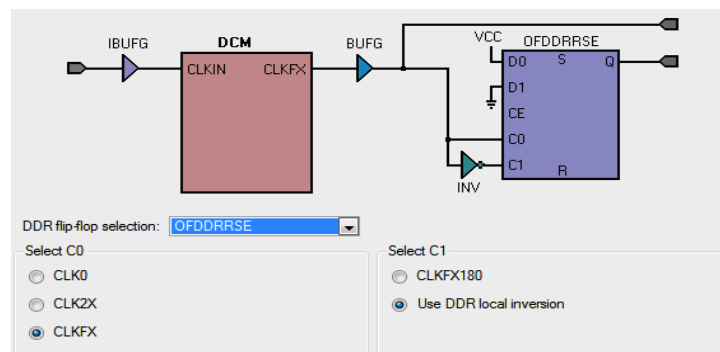 IBUFG
DCM
BUFG
VCC
OFDDRRSE
CLKIN CLKFX
D0 S Q
D1
CE
C0
C1 R
INV
DDR flip-flop selection: OFDDRRSE
Select C0
CLK0
CLK2X
CLKFX
Select C1
CLKFX180
Use DDR local inversion